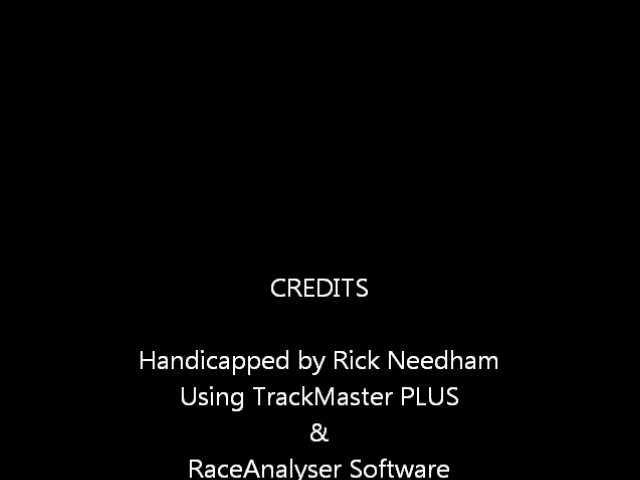 CREDITS
Handicapped by Rick Needham
Using TrackMaster PLUS
&
RaceAnalyser Software